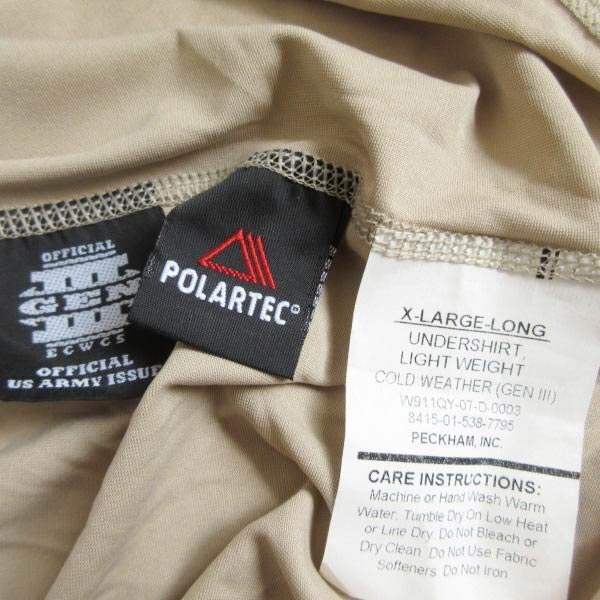 OFFICIAL
III
GEN
III
ECWCS
OFFICIAL
US ARMY ISSUE
POLARTEC®
X-LARGE-LONG
UNDERSHIRT,
LIGHT WEIGHT
COLD WEATHER (GEN III)
W911QY-07-D-0003
8415-01-538-7795
PECKHAM, INC.
CARE INSTRUCTIONS:
Machine or Hand Wash Warm
Water, Tumble Dry On Low Heat
or Line Dry. Do Not Bleach or
Dry Clean. Do Not Use Fabric
Softeners. Do Not Iron